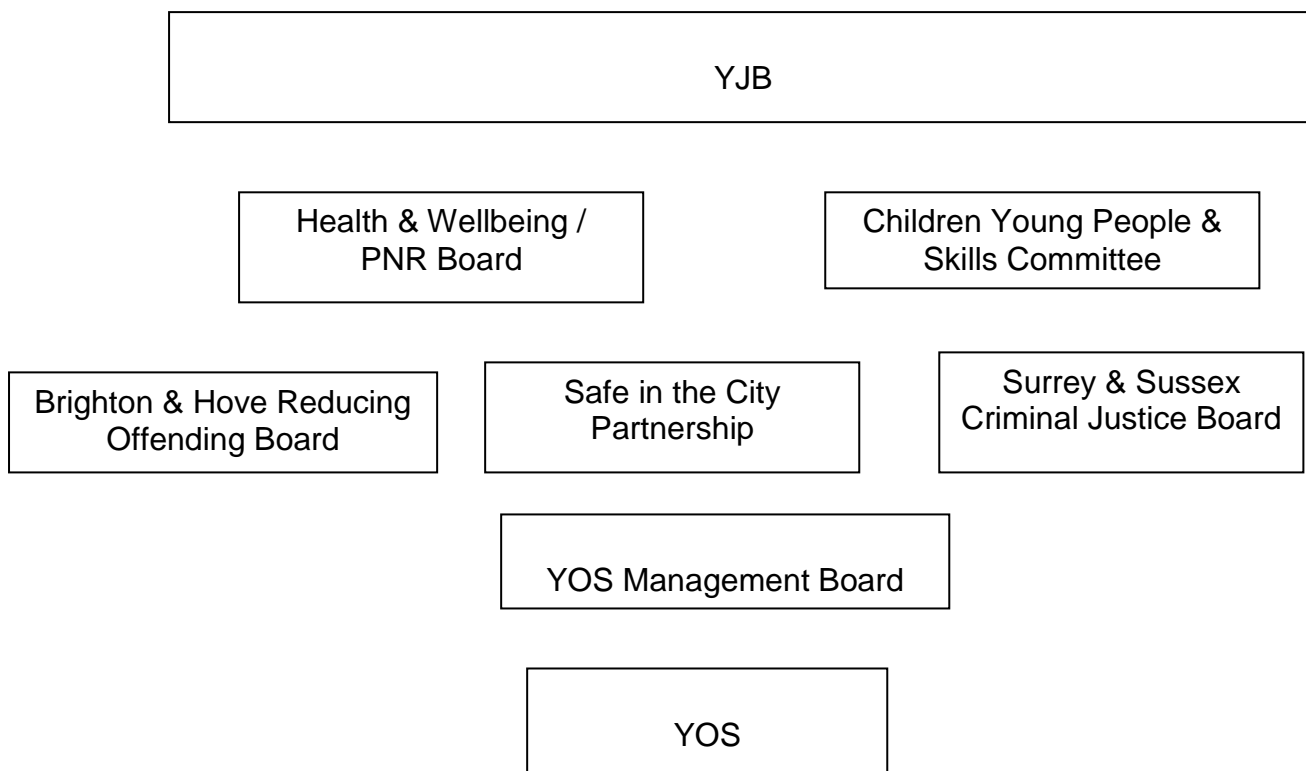 YJB
Health & Wellbeing /
PNR Board
Children Young People &
Skills Committee
Brighton & Hove Reducing
Offending Board
Safe in the City
Partnership
Surrey & Sussex
Criminal Justice Board
YOS Management Board
YOS